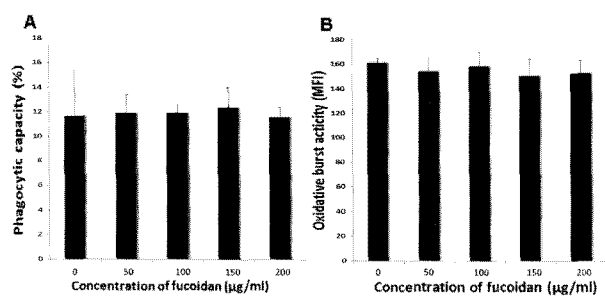 A
Phagocytic capacity (%)
18
16
14
12
10
8
6
4
2
0
0 50 100 150 200
Concentration of fucoidan (µg/ml)
B
Oxidative burst acticity (MFI)
180
160
140
120
100
80
60
40
20
0
0 50 100 150 200
Concentration of fucoidan (µg/ml)